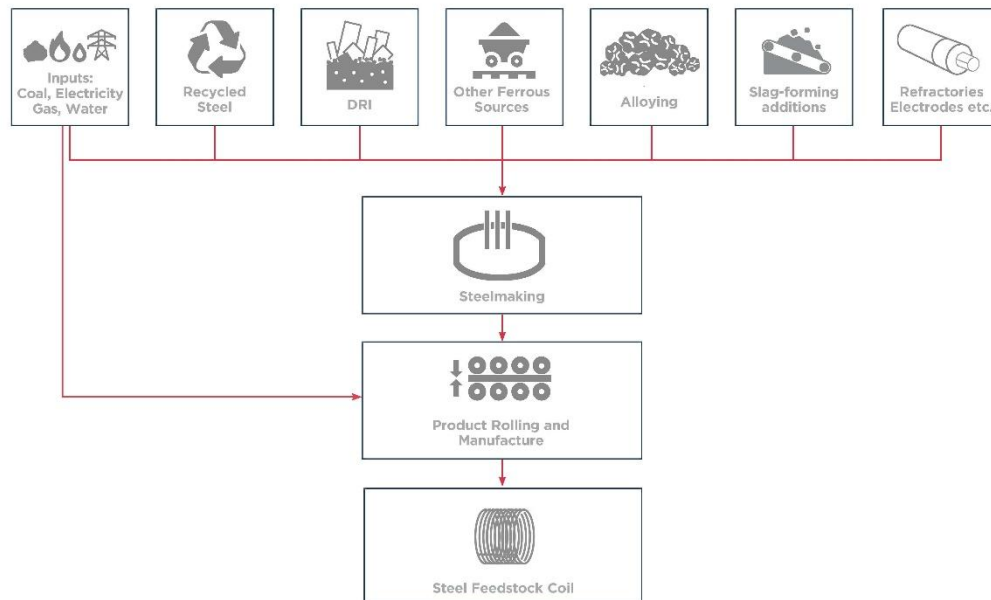 Inputs:
Coal, Electricity
Gas, Water
Recycled
Steel
DRI
Other Ferrous
Sources
Alloying
Slag-forming
additions
Refractories
Electrodes etc.
Steelmaking
Product Rolling and
Manufacture
Steel Feedstock Coil